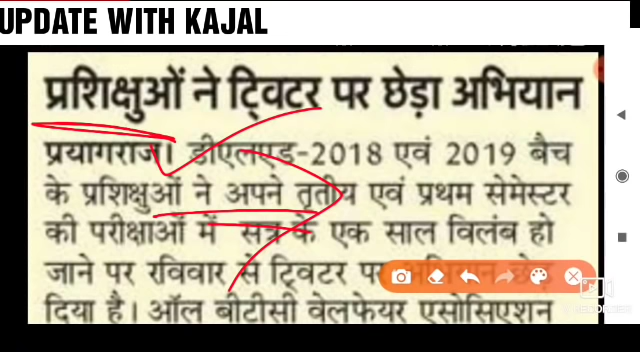 UPDATE WITH KAJAL
प्रशिक्षुओं ने ट्विटर पर छेड़ा अभियान
प्रयागराज। डीएलएड-2018 एवं 2019 बैच
के प्रशिक्षुओं ने अपने तृतीय एवं प्रथम सेमेस्टर
की परीक्षाओं में सत्र के एक साल विलंब हो
जाने पर रविवार से ट्विटर पर अभियान छेड़
दिया है। ऑल बीटीसी वेलफेयर एसोसिएशन